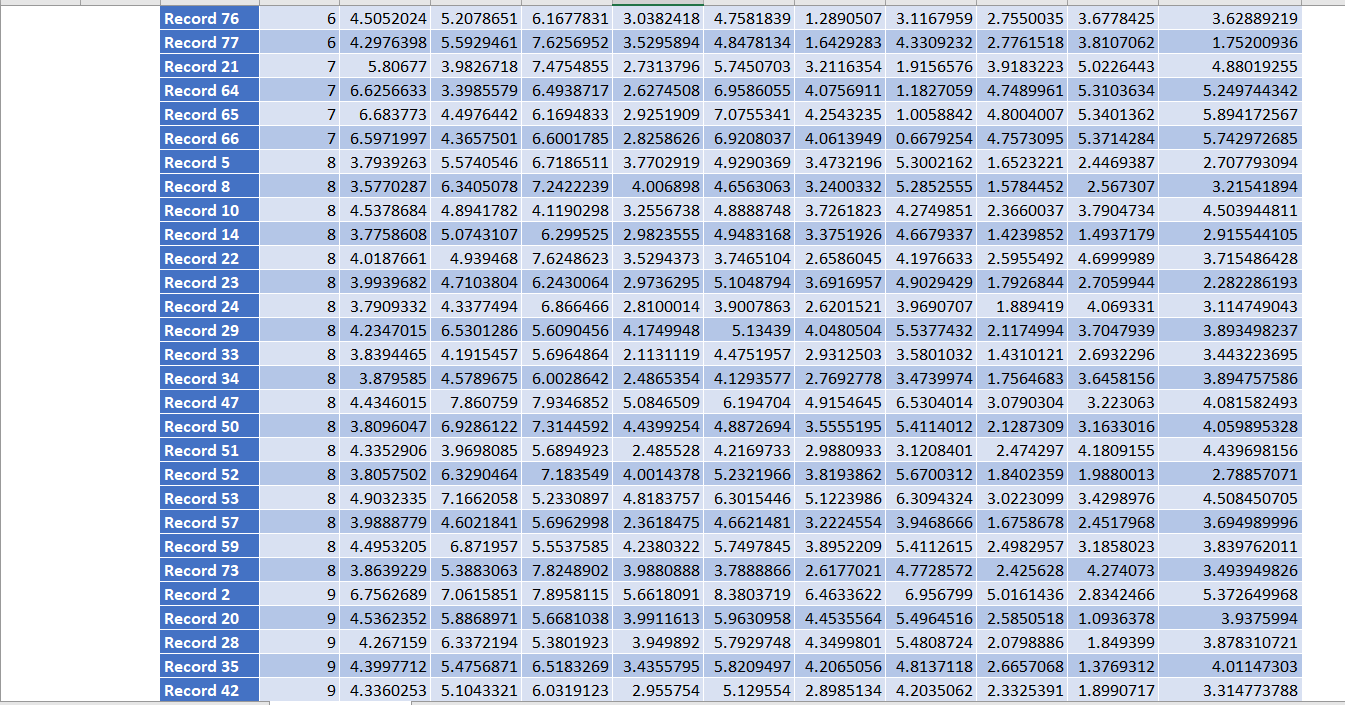 Record 76 6 4.5052024 5.2078651 6.1677831 3.0382418 4.7581839 1.2890507 3.1167959 2.7550035 3.6778425 3.62889219
Record 77 6 4.2976398 5.5929461 7.6256952 3.5295894 4.8478134 1.6429283 4.3309232 2.7761518 3.8107062 1.75200936
Record 21 7 5.80677 3.9826718 7.4754855 2.7313796 5.7450703 3.2116354 1.9156576 3.9183223 5.0226443 4.88019255
Record 64 7 6.6256633 3.3985579 6.4938717 2.6274508 6.9586055 4.0756911 1.1827059 4.7489961 5.3103634 5.249744342
Record 65 7 6.683773 4.4976442 6.1694833 2.9251909 7.0755341 4.2543235 1.0058842 4.8004007 5.3401362 5.894172567
Record 66 7 6.5971997 4.3657501 6.6001785 2.8258626 6.9208037 4.0613949 0.6679254 4.7573095 5.3714284 5.742972685
Record 5 8 3.7939263 5.5740546 6.7186511 3.7702919 4.9290369 3.4732196 5.3002162 1.6523221 2.4469387 2.707793094
Record 8 8 3.5770287 6.3405078 7.2422239 4.006898 4.6563063 3.2400332 5.2852555 1.5784452 2.567307 3.21541894
Record 10 8 4.5378684 4.8941782 4.1190298 3.2556738 4.8888748 3.7261823 4.2749851 2.3660037 3.7904734 4.503944811
Record 14 8 3.7758608 5.0743107 6.299525 2.9823555 4.9483168 3.3751926 4.6679337 1.4239852 1.4937179 2.915544105
Record 22 8 4.0187661 4.939468 7.6248623 3.5294373 3.7465104 2.6586045 4.1976633 2.5955492 4.6999989 3.715486428
Record 23 8 3.9939682 4.7103804 6.2430064 2.9736295 5.1048794 3.6916957 4.9029429 1.7926844 2.7059944 2.282286193
Record 24 8 3.7909332 4.3377494 6.866466 2.8100014 3.9007863 2.6201521 3.9690707 1.889419 4.069331 3.114749043
Record 29 8 4.2347015 6.5301286 5.6090456 4.1749948 5.13439 4.0480504 5.5377432 2.1174994 3.7047939 3.893498237
Record 33 8 3.8394465 4.1915457 5.6964864 2.1131119 4.4751957 2.9312503 3.5801032 1.4310121 2.6932296 3.443223695
Record 34 8 3.879585 4.5789675 6.0028642 2.4865354 4.1293577 2.7692778 3.4739974 1.7564683 3.6458156 3.894757586
Record 47 8 4.4346015 7.860759 7.9346852 5.0846509 6.194704 4.9154645 6.5304014 3.0790304 3.223063 4.081582493
Record 50 8 3.8096047 6.9286122 7.3144592 4.4399254 4.8872694 3.5555195 5.4114012 2.1287309 3.1633016 4.059895328
Record 51 8 4.3352906 3.9698085 5.6894923 2.485528 4.2169733 2.9880933 3.1208401 2.474297 4.1809155 4.439698156
Record 52 8 3.8057502 6.3290464 7.183549 4.0014378 5.2321966 3.8193862 5.6700312 1.8402359 1.9880013 2.78857071
Record 53 8 4.9032335 7.1662058 5.2330897 4.8183757 6.3015446 5.1223986 6.3094324 3.0223099 3.4298976 4.508450705
Record 57 8 3.9888779 4.6021841 5.6962998 2.3618475 4.6621481 3.2224554 3.9468666 1.6758678 2.4517968 3.694989996
Record 59 8 4.4953205 6.871957 5.5537585 4.2380322 5.7497845 3.8952209 5.4112615 2.4982957 3.1858023 3.839762011
Record 73 8 3.8639229 5.3883063 7.8248902 3.9880888 3.7888866 2.6177021 4.7728572 2.425628 4.274073 3.493949826
Record 2 9 6.7562689 7.0615851 7.8958115 5.6618091 8.3803719 6.4633622 6.956799 5.0161436 2.8342466 5.372649968
Record 20 9 4.5362352 5.8868971 5.6681038 3.9911613 5.9630958 4.4535564 5.4964516 2.5850518 1.0936378 3.9375994
Record 28 9 4.267159 6.3372194 5.3801923 3.949892 5.7929748 4.3499801 5.4808724 2.0798886 1.849399 3.878310721
Record 35 9 4.3997712 5.4756871 6.5183269 3.4355795 5.8209497 4.2065056 4.8137118 2.6657068 1.3769312 4.01147303
Record 42 9 4.3360253 5.1043321 6.0319123 2.955754 5.129554 2.8985134 4.2035062 2.3325391 1.8990717 3.314773788